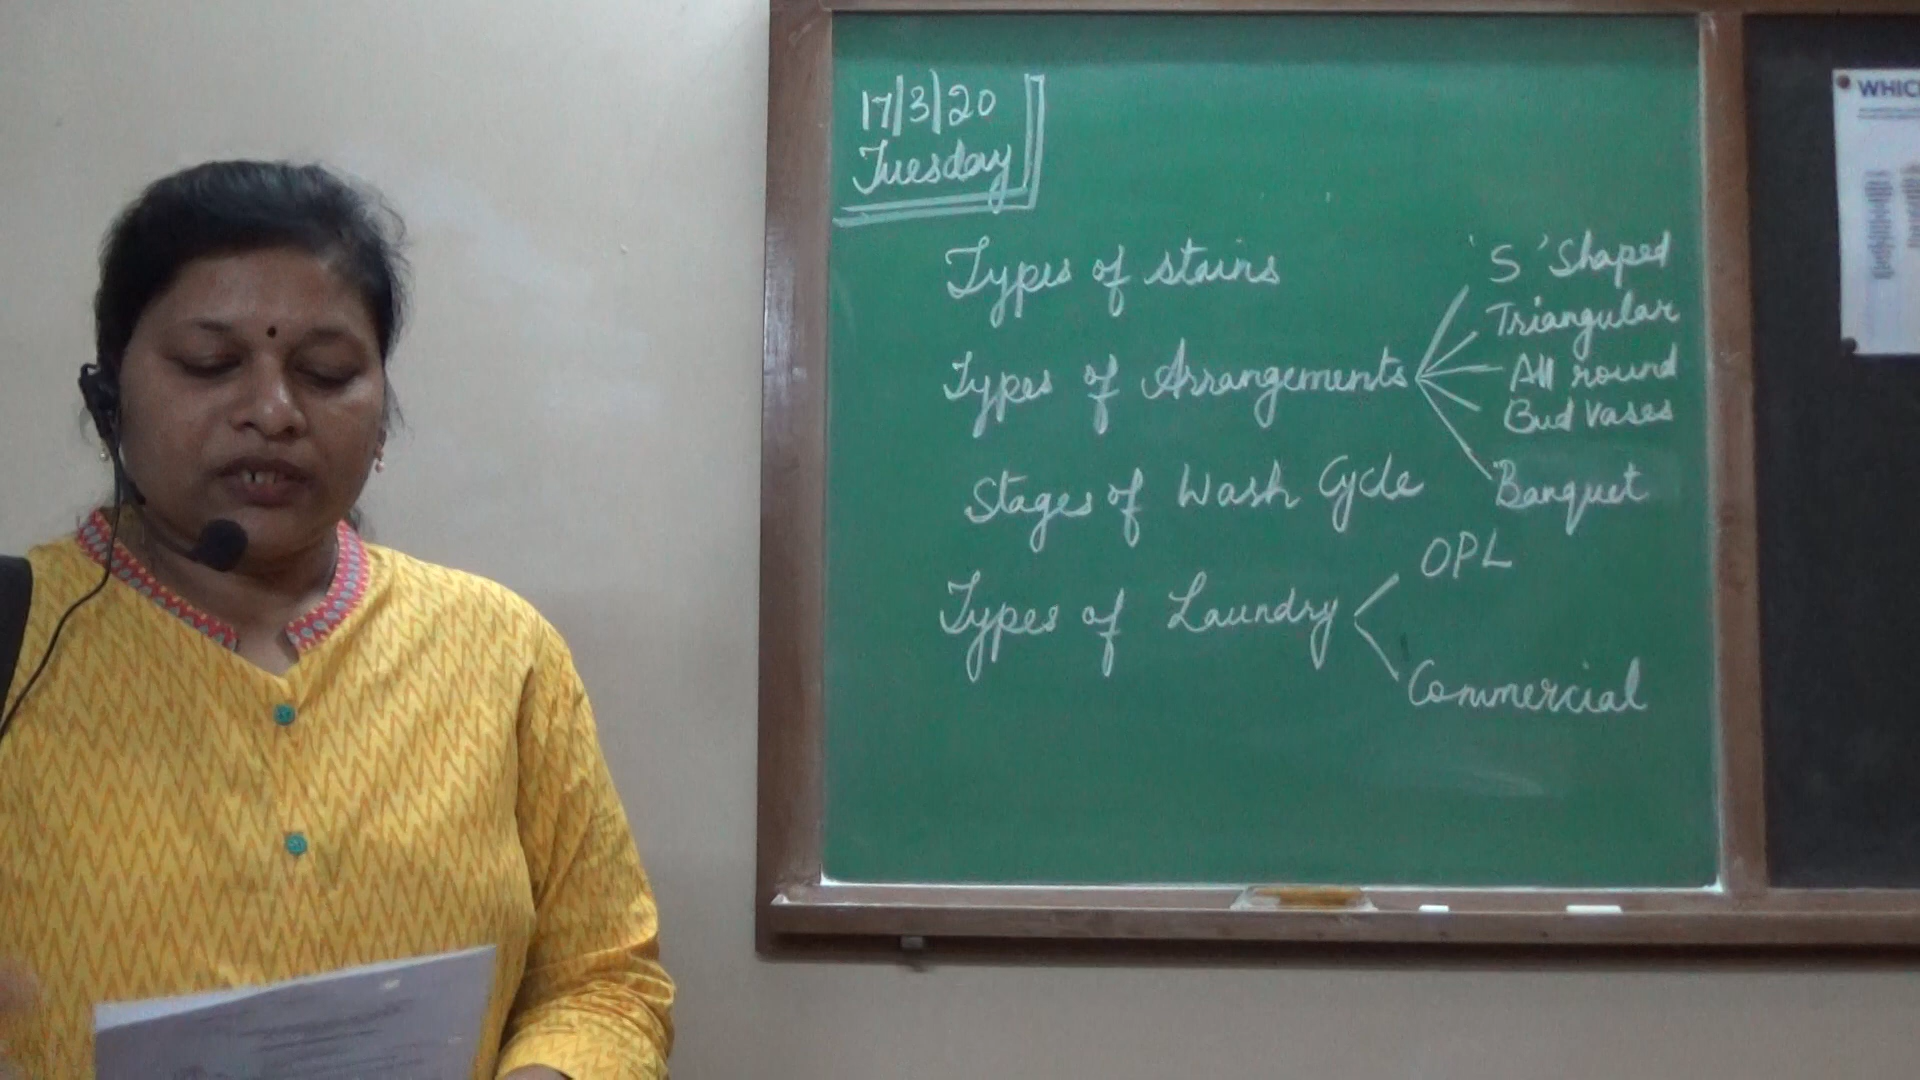 17/3/20
Tuesday
Types of stains
Types of Arrangements
'S' Shaped
Triangular
All round
Bud Vases
Banquet
Stages of Wash Cycle
Types of Laundry
OPL
Commercial
WHICH